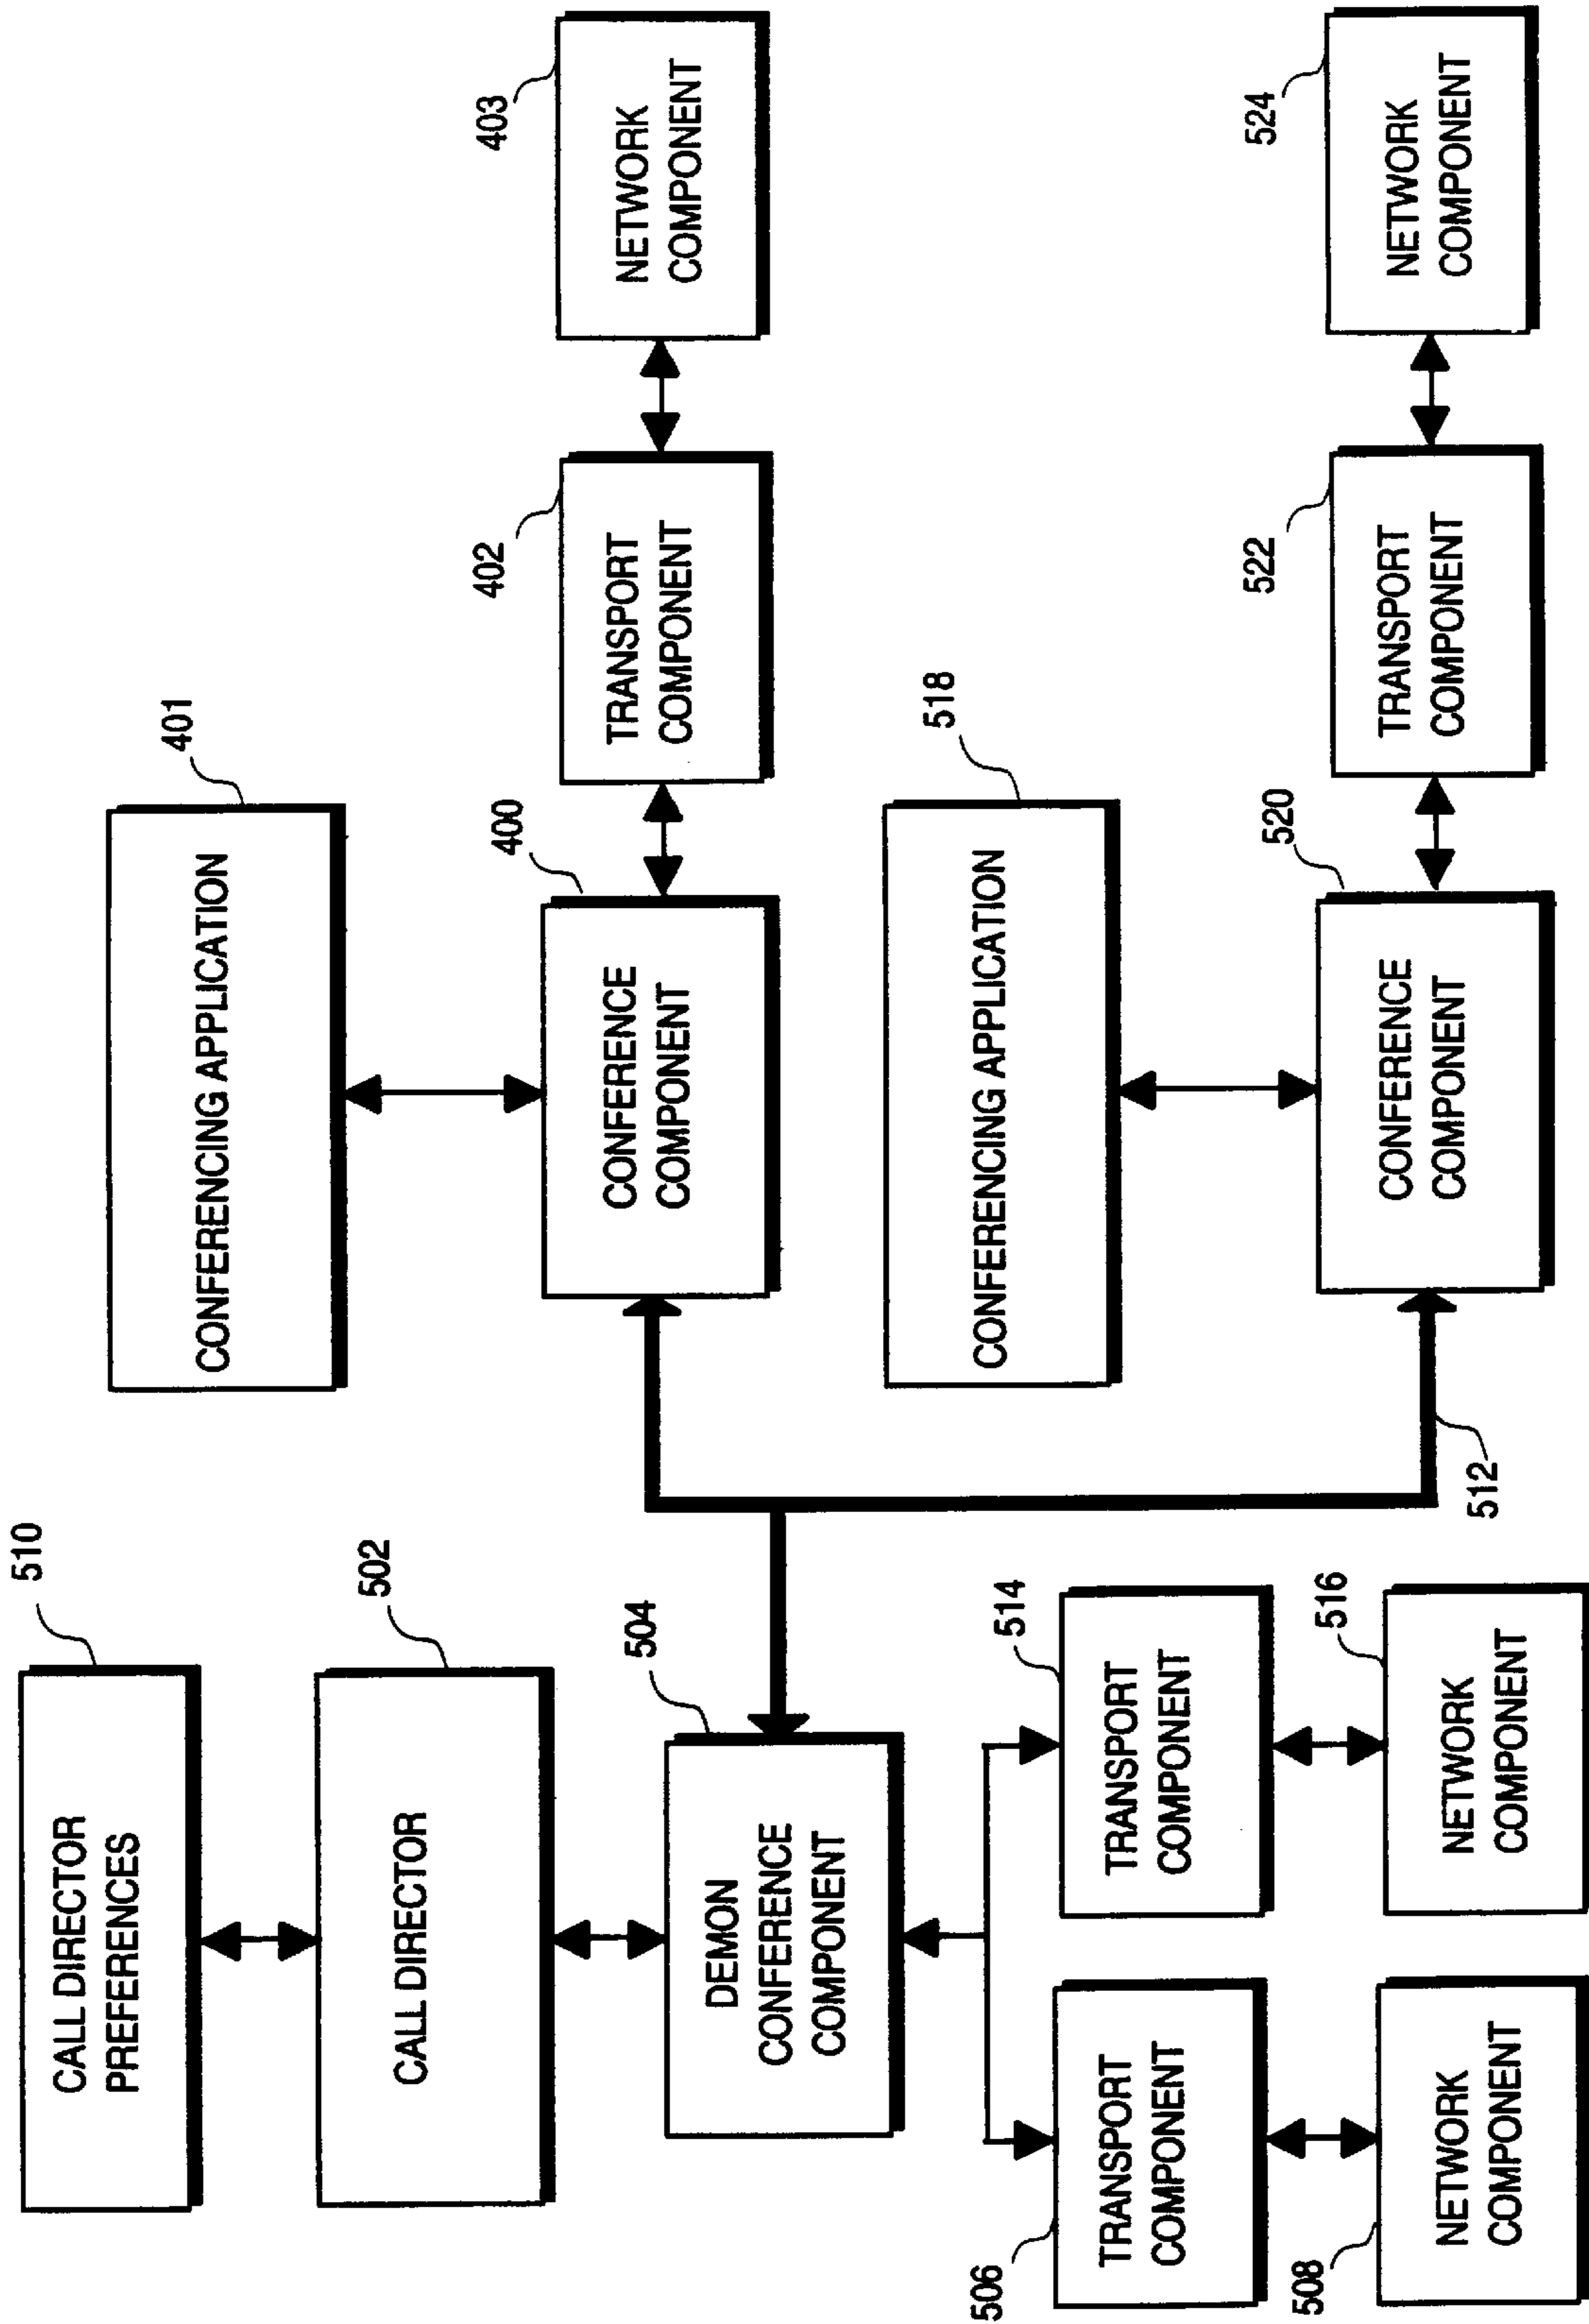 510
CALL DIRECTOR
PREFERENCES
502
CALL DIRECTOR
504
DEMON
CONFERENCE
COMPONENT
506
TRANSPORT
COMPONENT
508
NETWORK
COMPONENT
514
TRANSPORT
COMPONENT
516
NETWORK
COMPONENT
512
401
CONFERENCING APPLICATION
400
CONFERENCE
COMPONENT
402
TRANSPORT
COMPONENT
403
NETWORK
COMPONENT
518
CONFERENCING APPLICATION
520
CONFERENCE
COMPONENT
522
TRANSPORT
COMPONENT
524
NETWORK
COMPONENT